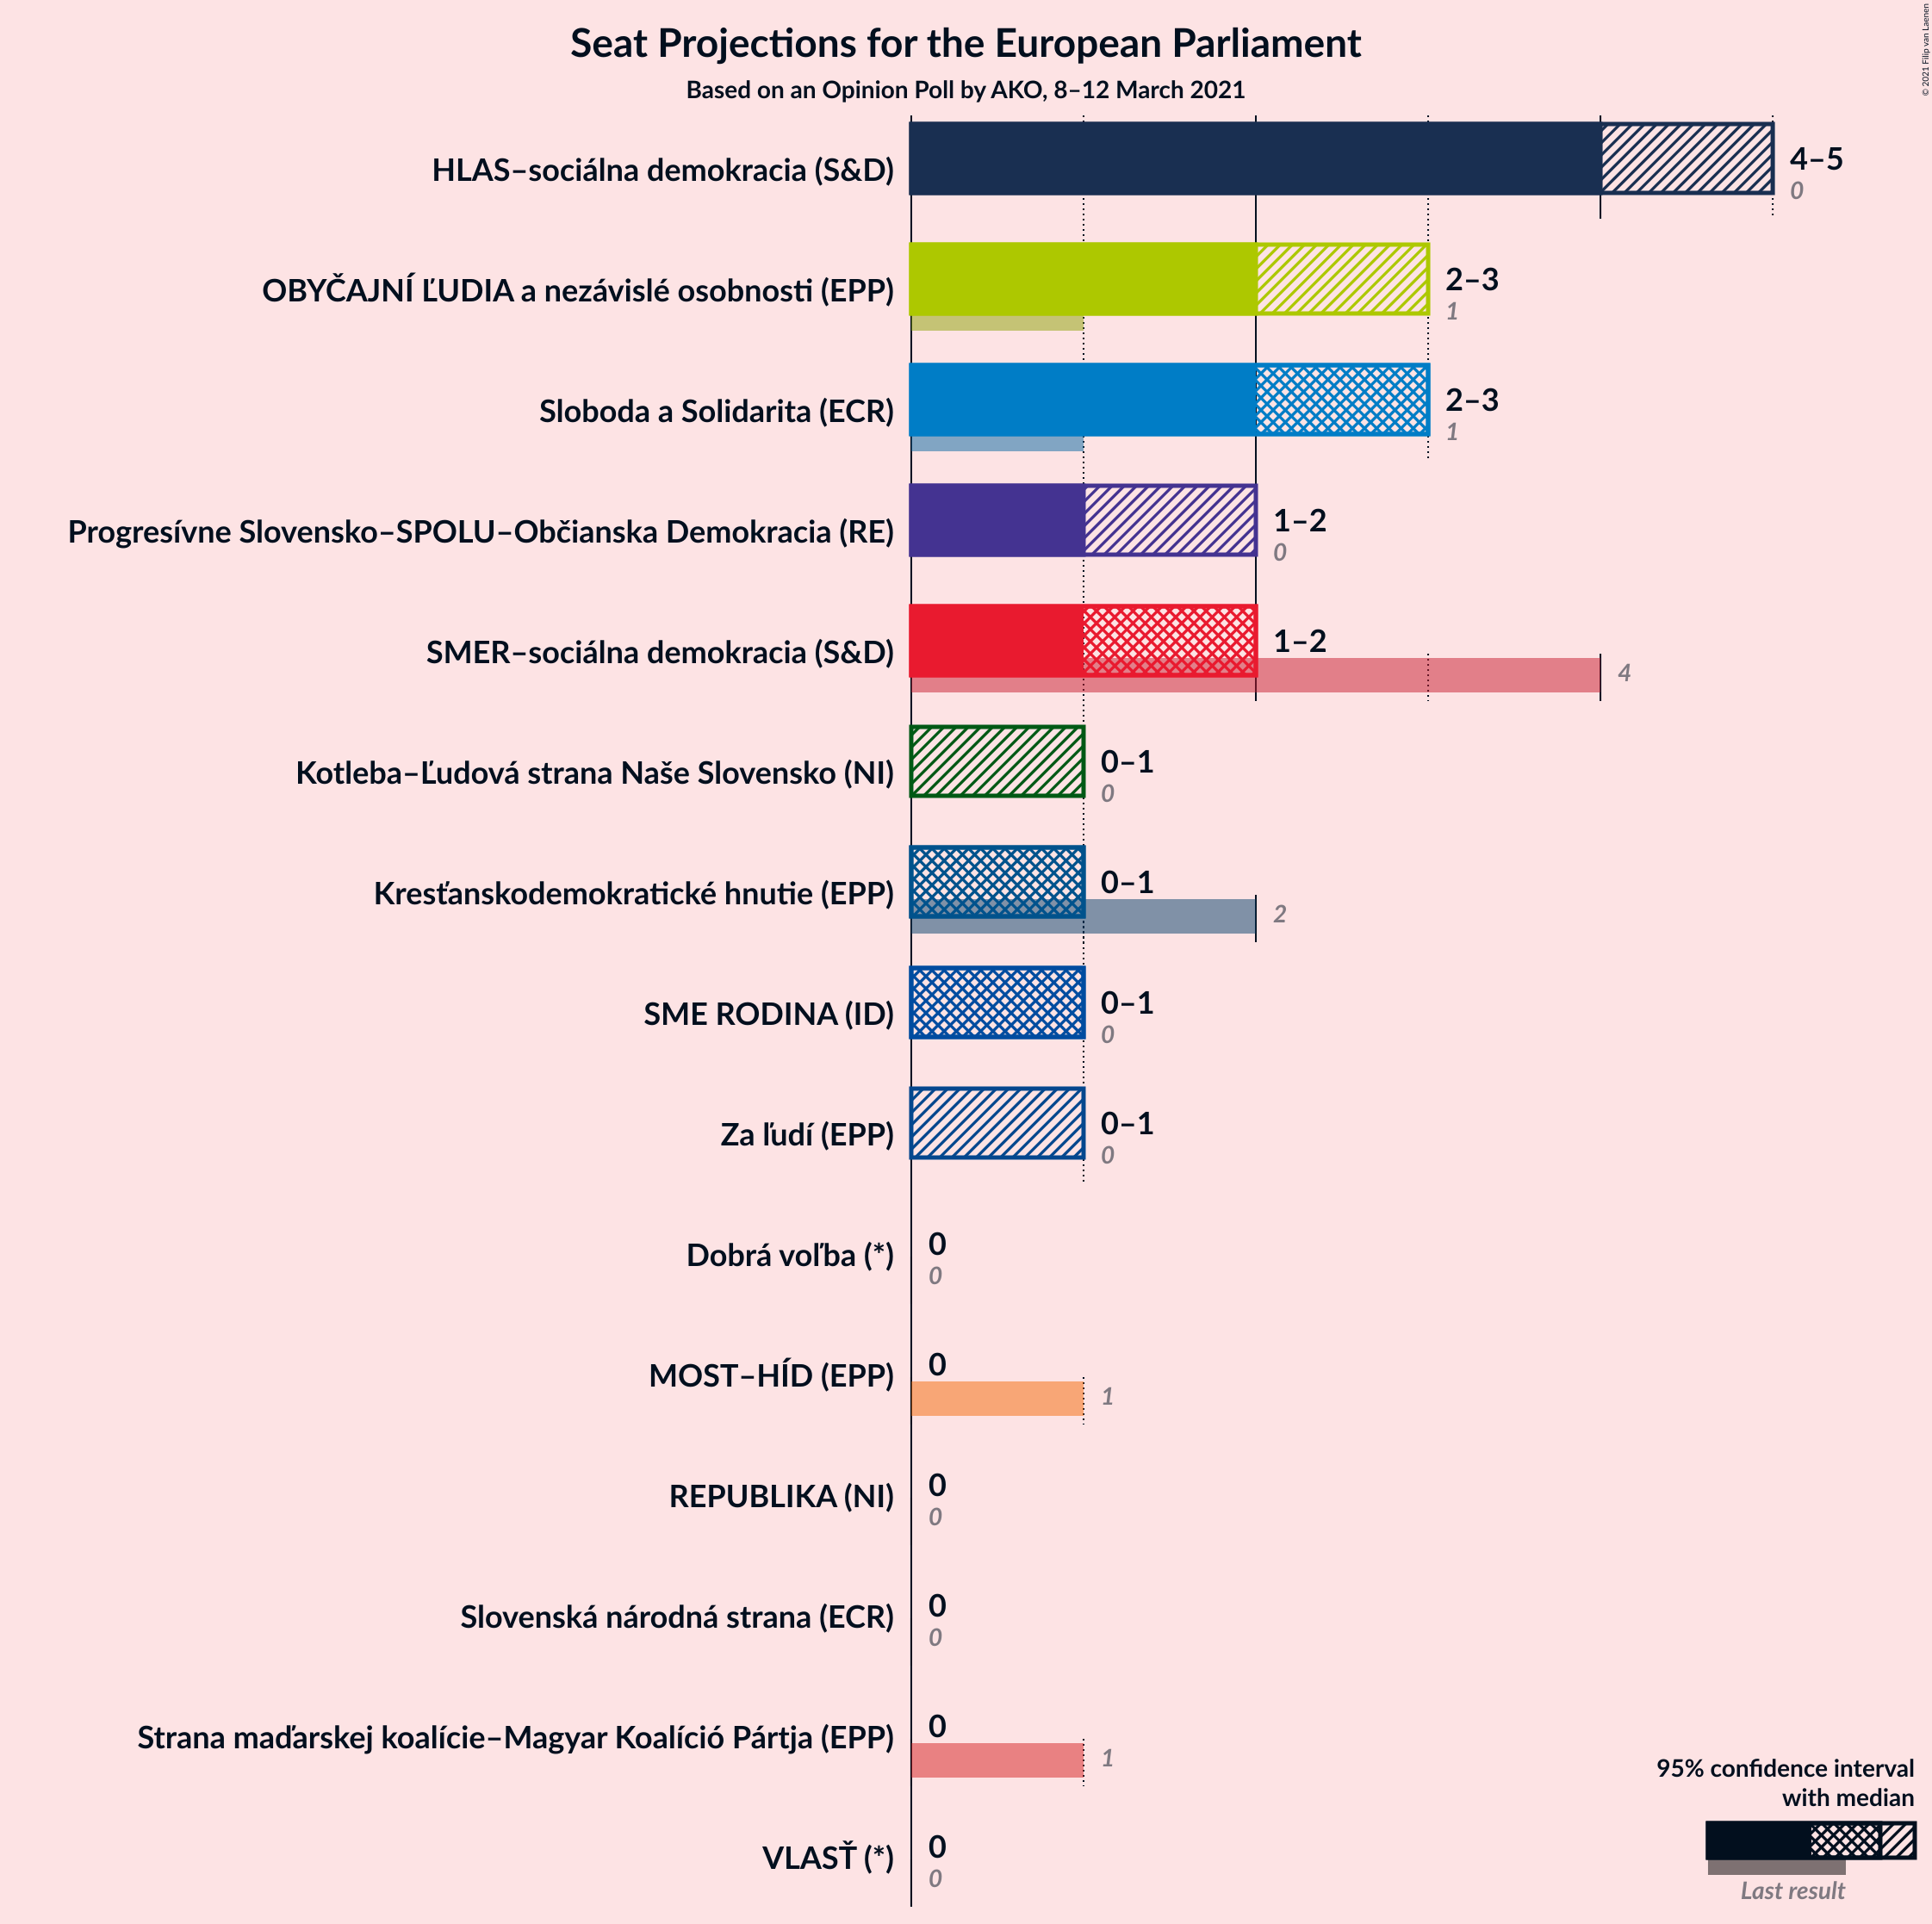 Seat Projections for the European Parliament
Based on an Opinion Poll by AKO, 8–12 March 2021
© 2021 Filip van Laenen
HLAS–sociálna demokracia (S&D)
4–5
0
OBYČAJNÍ ĽUDIA a nezávislé osobnosti (EPP)
2–3
1
Sloboda a Solidarita (ECR)
2–3
1
Progresívne Slovensko–SPOLU–Občianska Demokracia (RE)
1–2
0
SMER–sociálna demokracia (S&D)
1–2
4
Kotleba–Ľudová strana Naše Slovensko (NI)
0–1
0
Kresťanskodemokratické hnutie (EPP)
0–1
2
SME RODINA (ID)
0–1
0
Za ľudí (EPP)
0–1
0
Dobrá voľba (*)
0
0
MOST–HÍD (EPP)
0
1
REPUBLIKA (NI)
0
0
Slovenská národná strana (ECR)
0
0
Strana maďarskej koalície–Magyar Koalíció Pártja (EPP)
0
1
VLASŤ (*)
0
0
95% confidence interval
with median
Last result